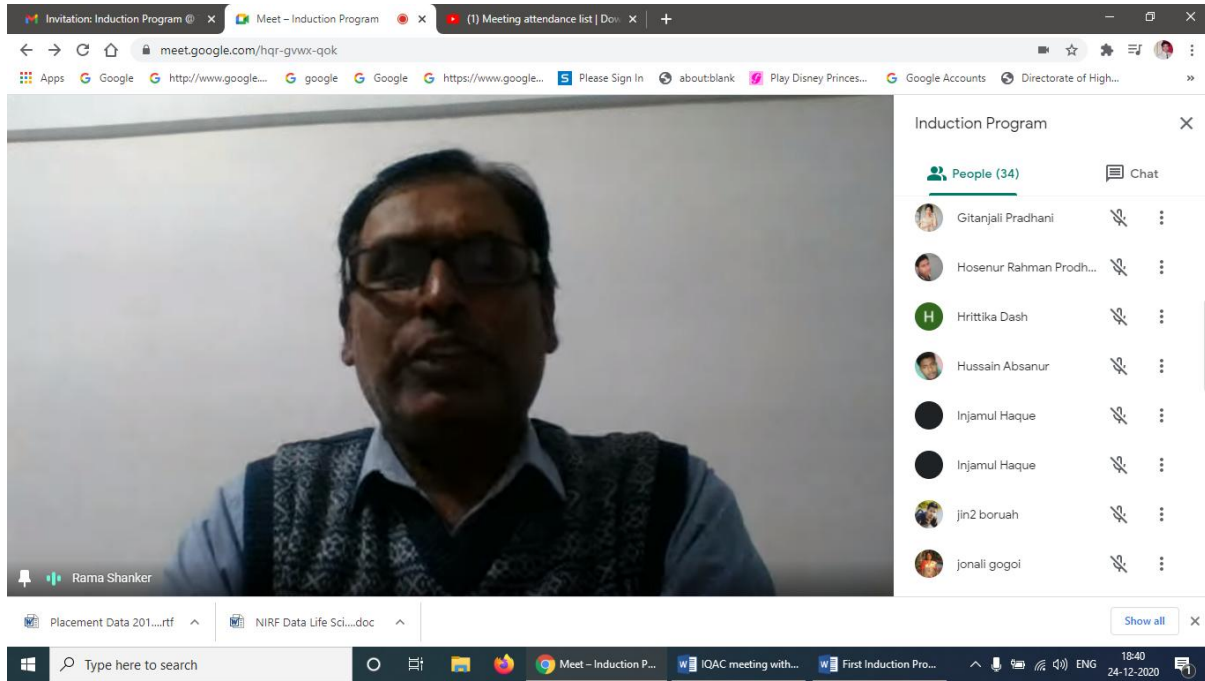 Invitation: Induction Program @
Meet – Induction Program
(1) Meeting attendance list | Dow
meet.google.com/hqr-gvwx-qok
Apps Google http://www.google.... google Google https://www.google... Please Sign In about:blank Play Disney Princes... Google Accounts Directorate of High... »
Induction Program
People (34) Chat
Gitanjali Pradhani
Hosenur Rahman Prodh...
H Hrittika Dash
Hussain Absanur
Injamul Haque
Injamul Haque
jin2 boruah
jonali gogoi
Rama Shanker
Placement Data 201....rtf NIRF Data Life Sci....doc Show all
Type here to search Meet – Induction P... IQAC meeting with... First Induction Pro... ENG 18:40
24-12-2020 1